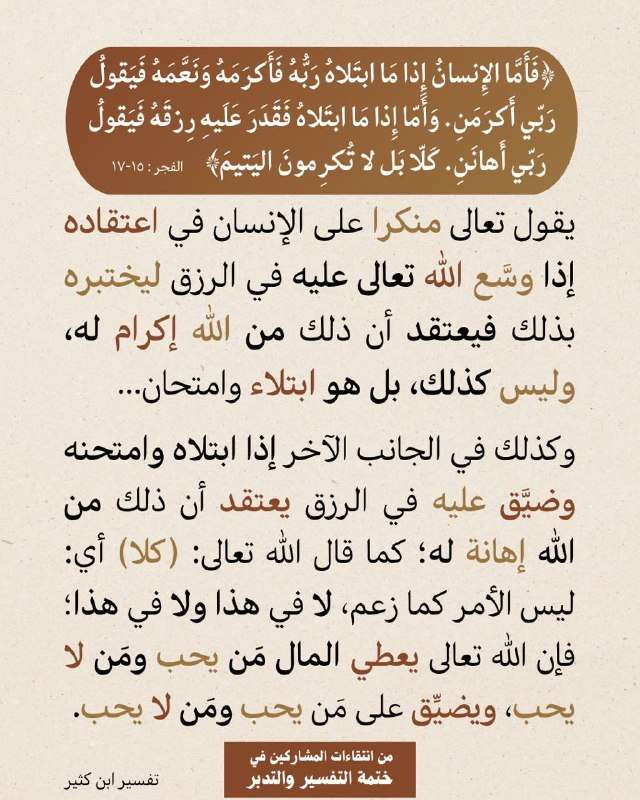 ﴿فَأَمَّا الإِنسانُ إِذا مَا ابتَلاهُ رَبُّهُ فَأَكرَمَهُ وَنَعَّمَهُ فَيَقولُ
رَبّي أَكرَمَنِ. وَأَمّا إِذا مَا ابتَلاهُ فَقَدَرَ عَلَيهِ رِزقَهُ فَيَقولُ
رَبّي أَهانَنِ. كَلّا بَل لا تُكرِمونَ اليَتيمَ﴾ الفجر: ١٥-١٧
يقول تعالى منكرا على الإنسان في اعتقاده
إذا وسَّع الله تعالى عليه في الرزق ليختبره
بذلك فيعتقد أن ذلك من الله إكرام له،
وليس كذلك، بل هو ابتلاء وامتحان...
وكذلك في الجانب الآخر إذا ابتلاه وامتحنه
وضيَّق عليه في الرزق يعتقد أن ذلك من
الله إهانة له؛ كما قال الله تعالى: (كلا) أي:
ليس الأمر كما زعم، لا في هذا ولا في هذا؛
فإن الله تعالى يعطي المال مَن يحب ومَن لا
يحب، ويضيِّق على مَن يحب ومَن لا يحب.
من انتقاءات المشاركين في
ختمة التفسير والتدبر
تفسير ابن كثير